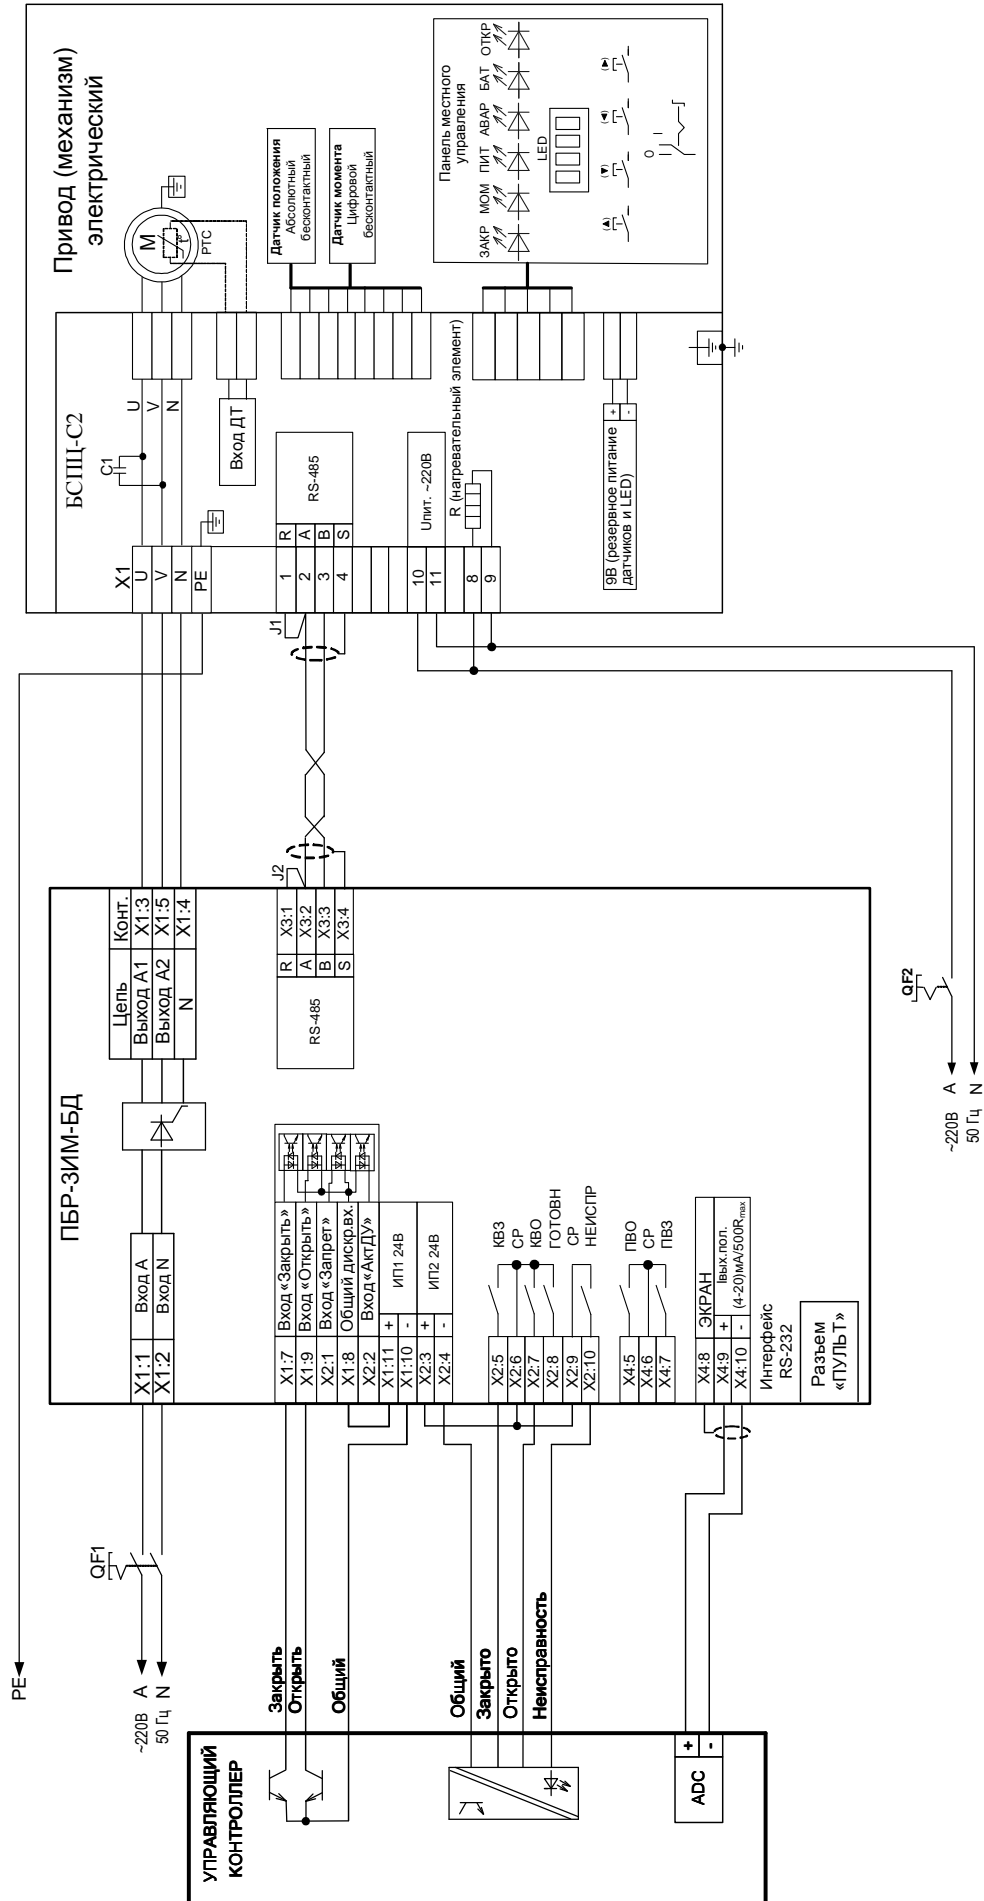 Привод (механизм)
электрический
M
t°
РТС
Датчик положения
Абсолютный
бесконтактный
Датчик момента
Цифровой
бесконтактный
Панель местного
управления
ЗАКР
МОМ
ПИТ
АВАР
БАТ
ОТКР
LED
O
I
БСПЦ-С2
C1
U
V
N
Вход ДТ
X1
U
V
N
PE
RS-485
R
A
B
S
1
2
3
4
J1
Uпит. ~220В
10
11
8
9
R (нагревательный элемент)
9В (резервное питание
датчиков и LED)
+
-
ПБР-3ИМ-БД
Цепь
Конт.
Выход А1
X1:3
Выход А2
X1:5
N
X1:4
J2
RS-485
R
X3:1
A
X3:2
B
X3:3
S
X3:4
X1:1
Вход А
X1:2
Вход N
X1:7
Вход «Закрыть»
X1:9
Вход «Открыть»
X2:1
Вход «Запрет»
X1:8
Общий дискр.вх.
X2:2
Вход «АктДУ»
X1:11
+
ИП1 24В
X1:10
-
X2:3
+
ИП2 24В
X2:4
-
X2:5
КВЗ
X2:6
СР
X2:7
КВО
X2:8
ГОТОВН
X2:9
СР
X2:10
НЕИСПР
X4:5
ПВО
X4:6
СР
X4:7
ПВЗ
X4:8
ЭКРАН
X4:9
+
Iвых.пол.
X4:10
-
(4-20)мА/500Rmax
Интерфейс
RS-232
Разъем
«ПУЛЬТ»
QF1
QF2
PE
~220В A
50 Гц N
~220В A
50 Гц N
Закрыть
Открыть
Общий
Общий
Закрыто
Открыто
Неисправность
УПРАВЛЯЮЩИЙ
КОНТРОЛЛЕР
ADC
+
-